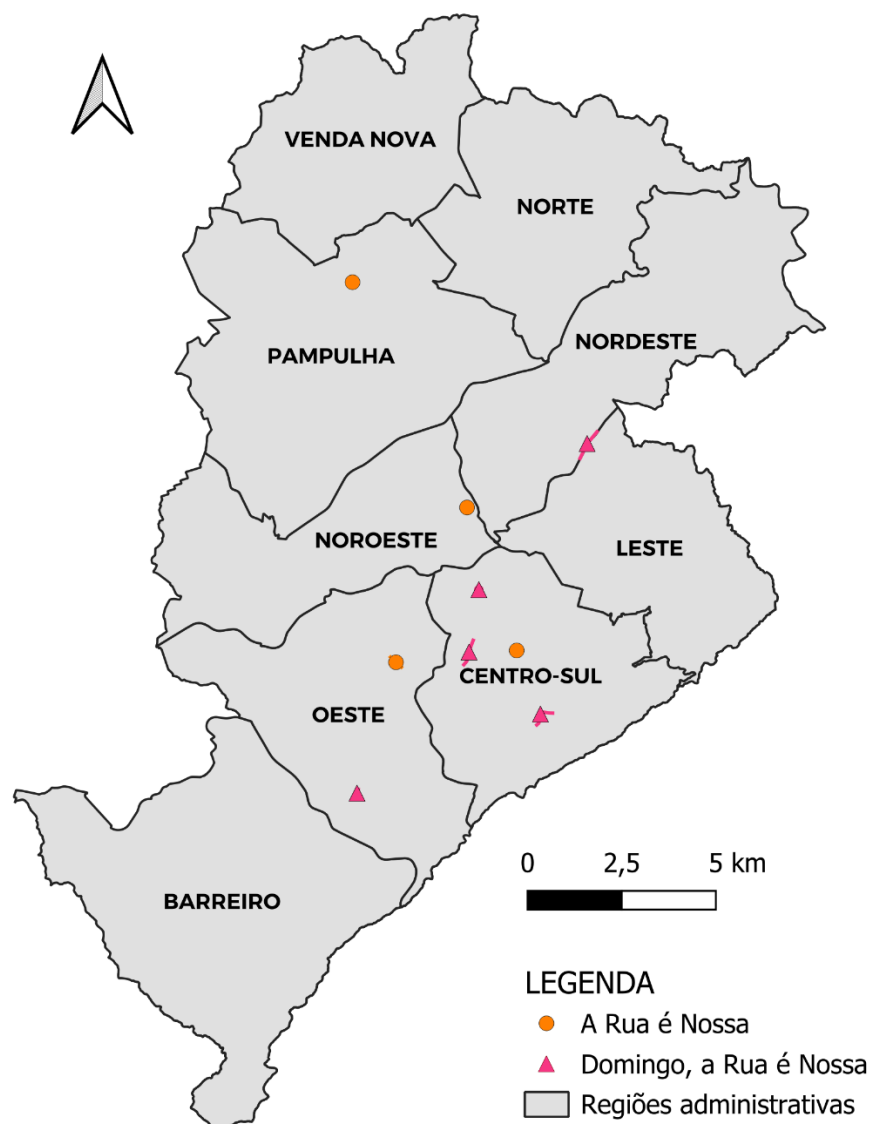 VENDA NOVA
NORTE
NORDESTE
PAMPULHA
NOROESTE
LESTE
CENTRO-SUL
OESTE
BARREIRO
0 2,5 5 km
LEGENDA
A Rua é Nossa
Domingo, a Rua é Nossa
Regiões administrativas